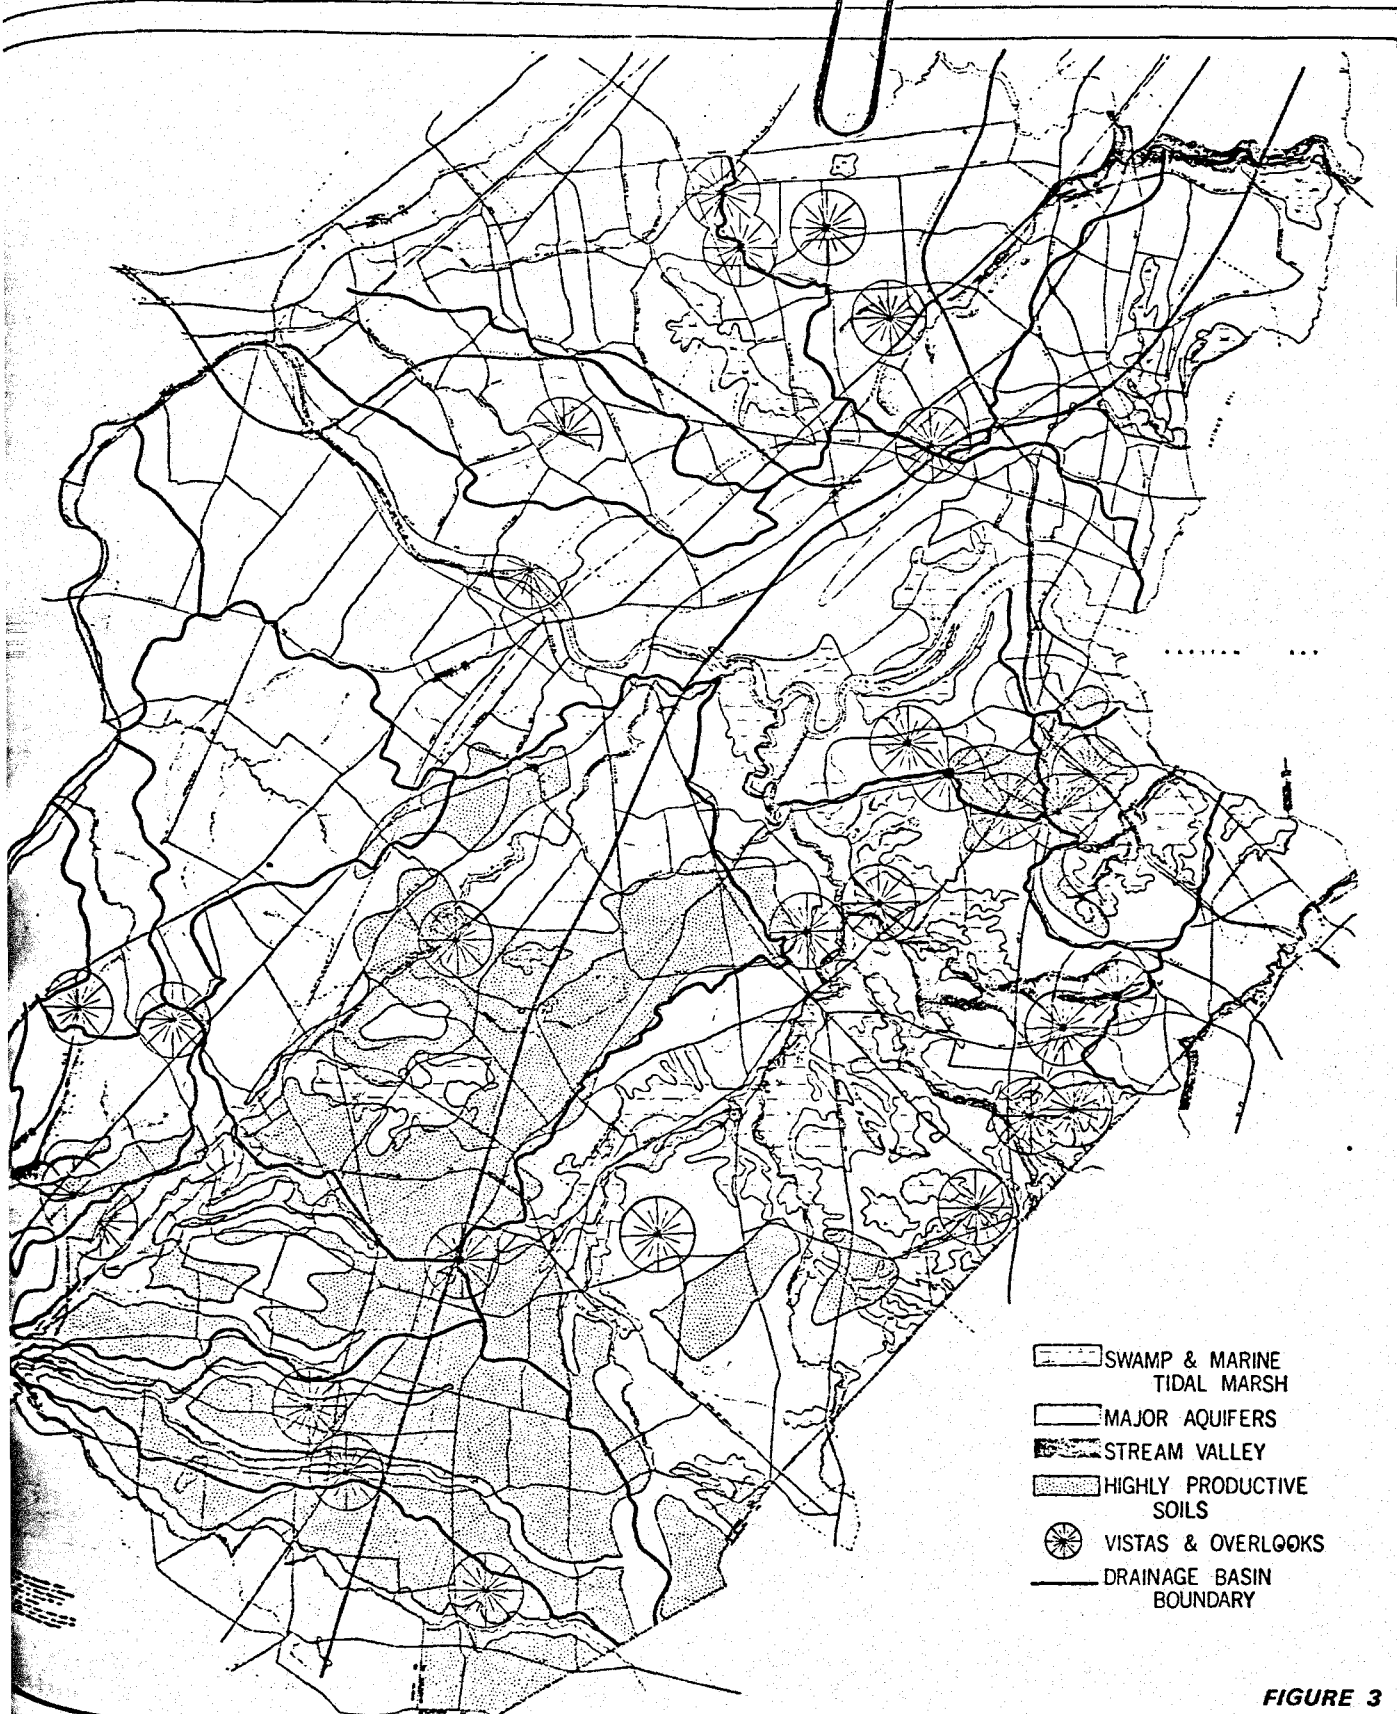 SWAMP & MARINE
TIDAL MARSH
MAJOR AQUIFERS
STREAM VALLEY
HIGHLY PRODUCTIVE
SOILS
VISTAS & OVERLOOKS
DRAINAGE BASIN
BOUNDARY
FIGURE 3